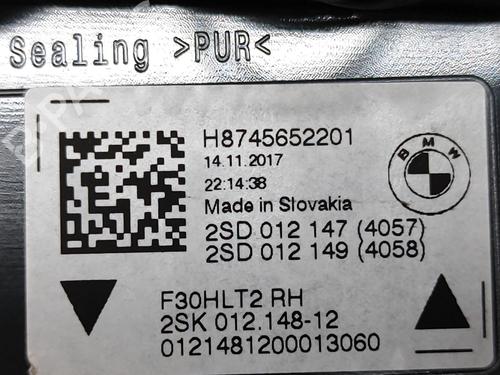 Sealing >PUR<
H8745652201
14.11.2017
22:14:38
Made in Slovakia
BMW
2SD 012 147 (4057)
2SD 012 149 (4058)
F30HLT2 RH
2SK 012.148-12
0121481200013060